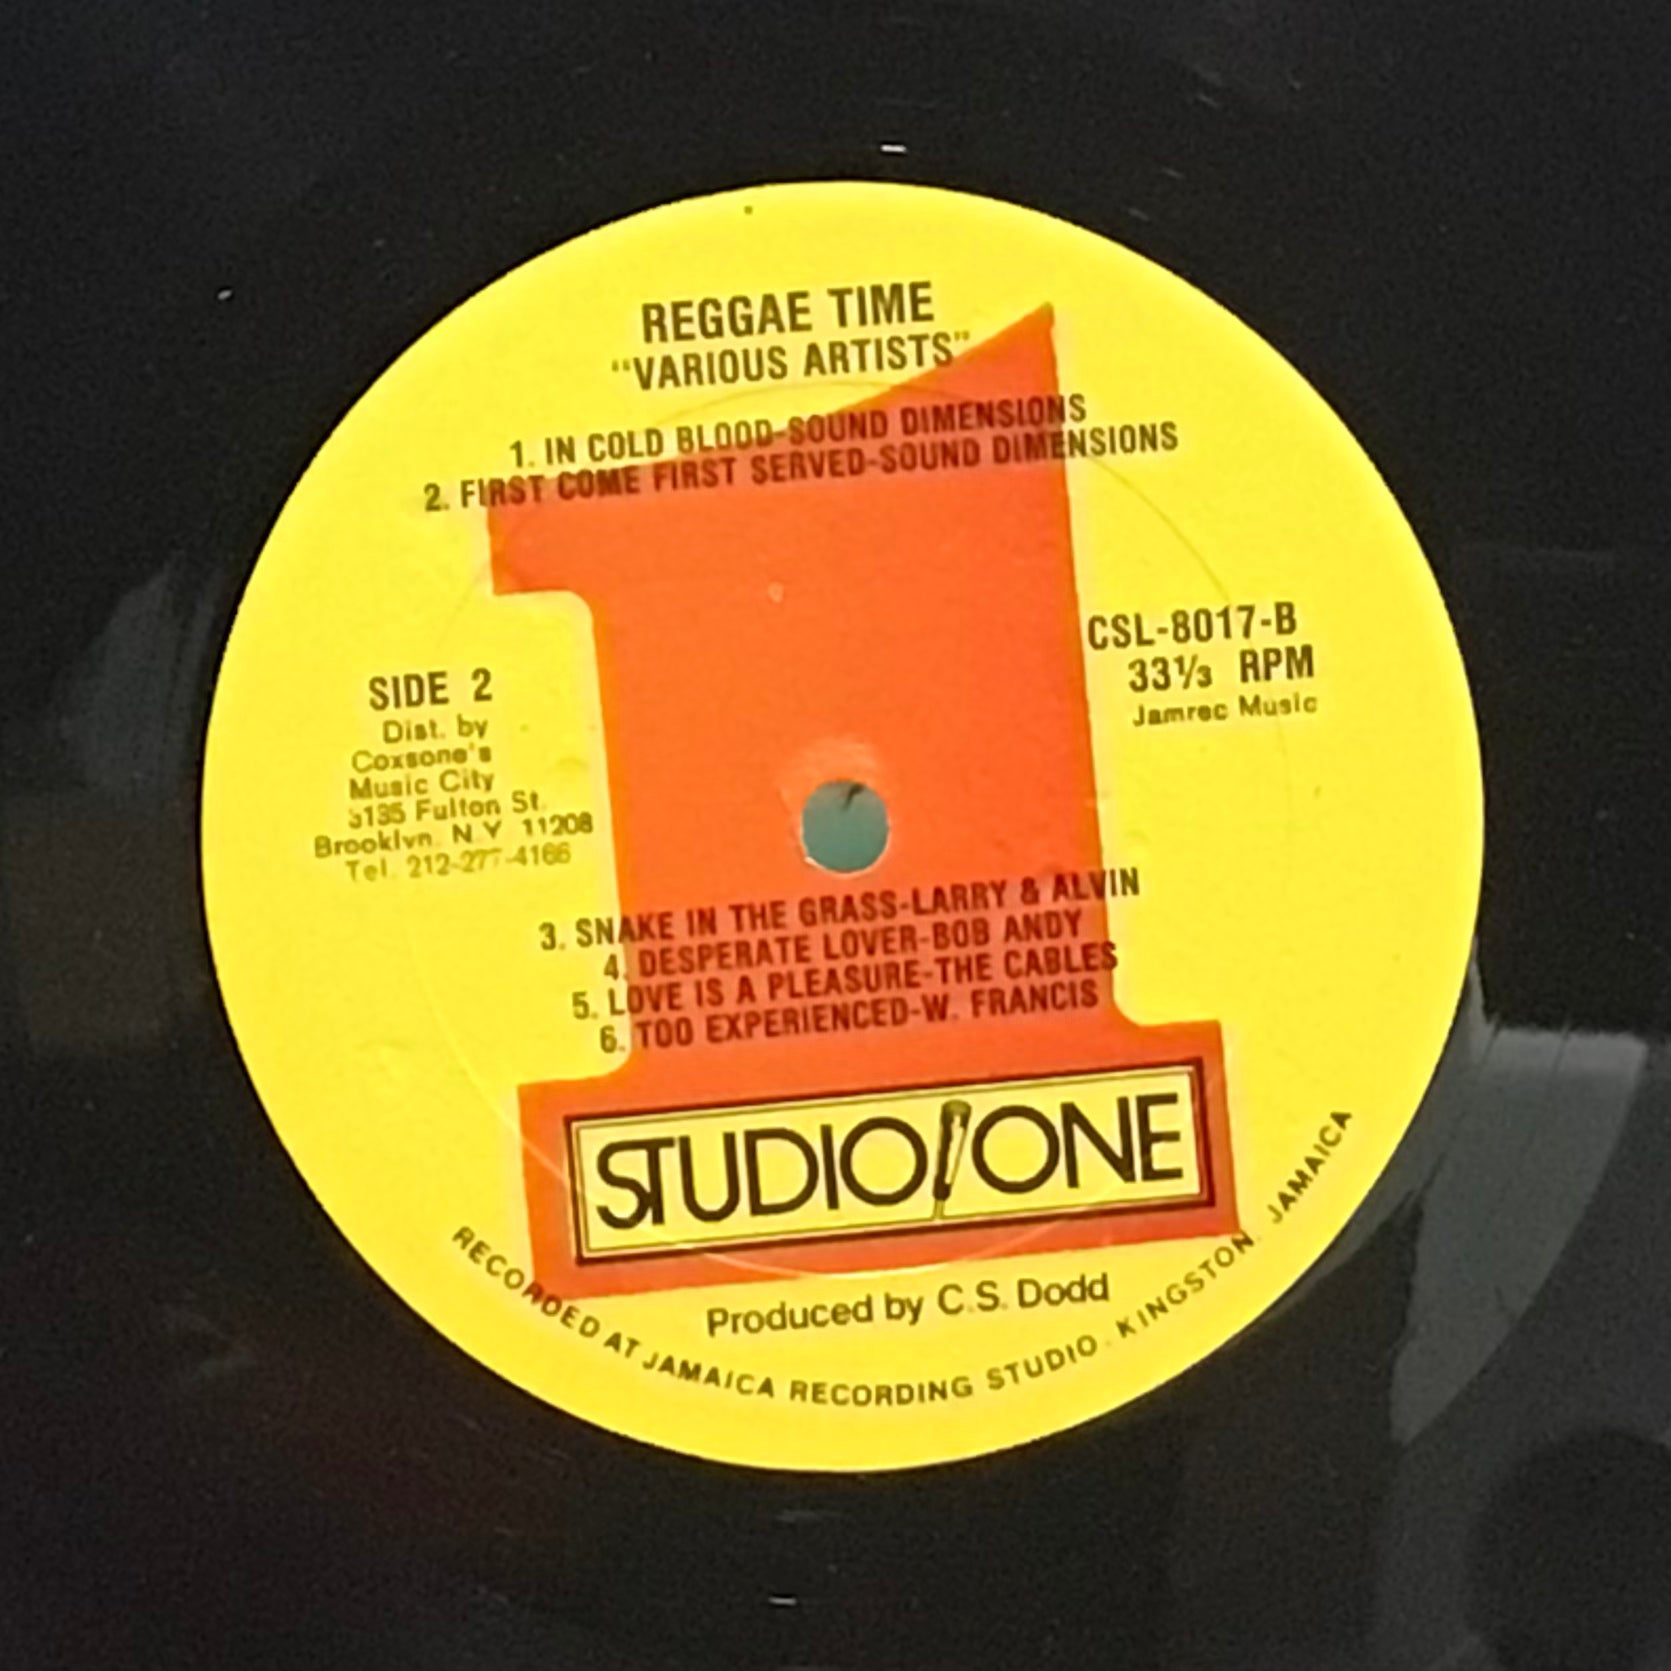 REGGAE TIME
"VARIOUS ARTISTS"
1. IN COLD BLOOD-SOUND DIMENSIONS
2. FIRST COME FIRST SERVED-SOUND DIMENSIONS
SIDE 2
Dist. by
Coxsone's
Music City
3135 Fulton St.
Brooklyn, N.Y. 11208
Tel. 212-277-4166
CSL-8017-B
33⅓ RPM
Jamrec Music
3. SNAKE IN THE GRASS-LARRY & ALVIN
4. DESPERATE LOVER-BOB ANDY
5. LOVE IS A PLEASURE-THE CABLES
6. TOO EXPERIENCED-W. FRANCIS
STUDIO ONE
Produced by C.S. Dodd
RECORDED AT JAMAICA RECORDING STUDIO. KINGSTON. JAMAICA